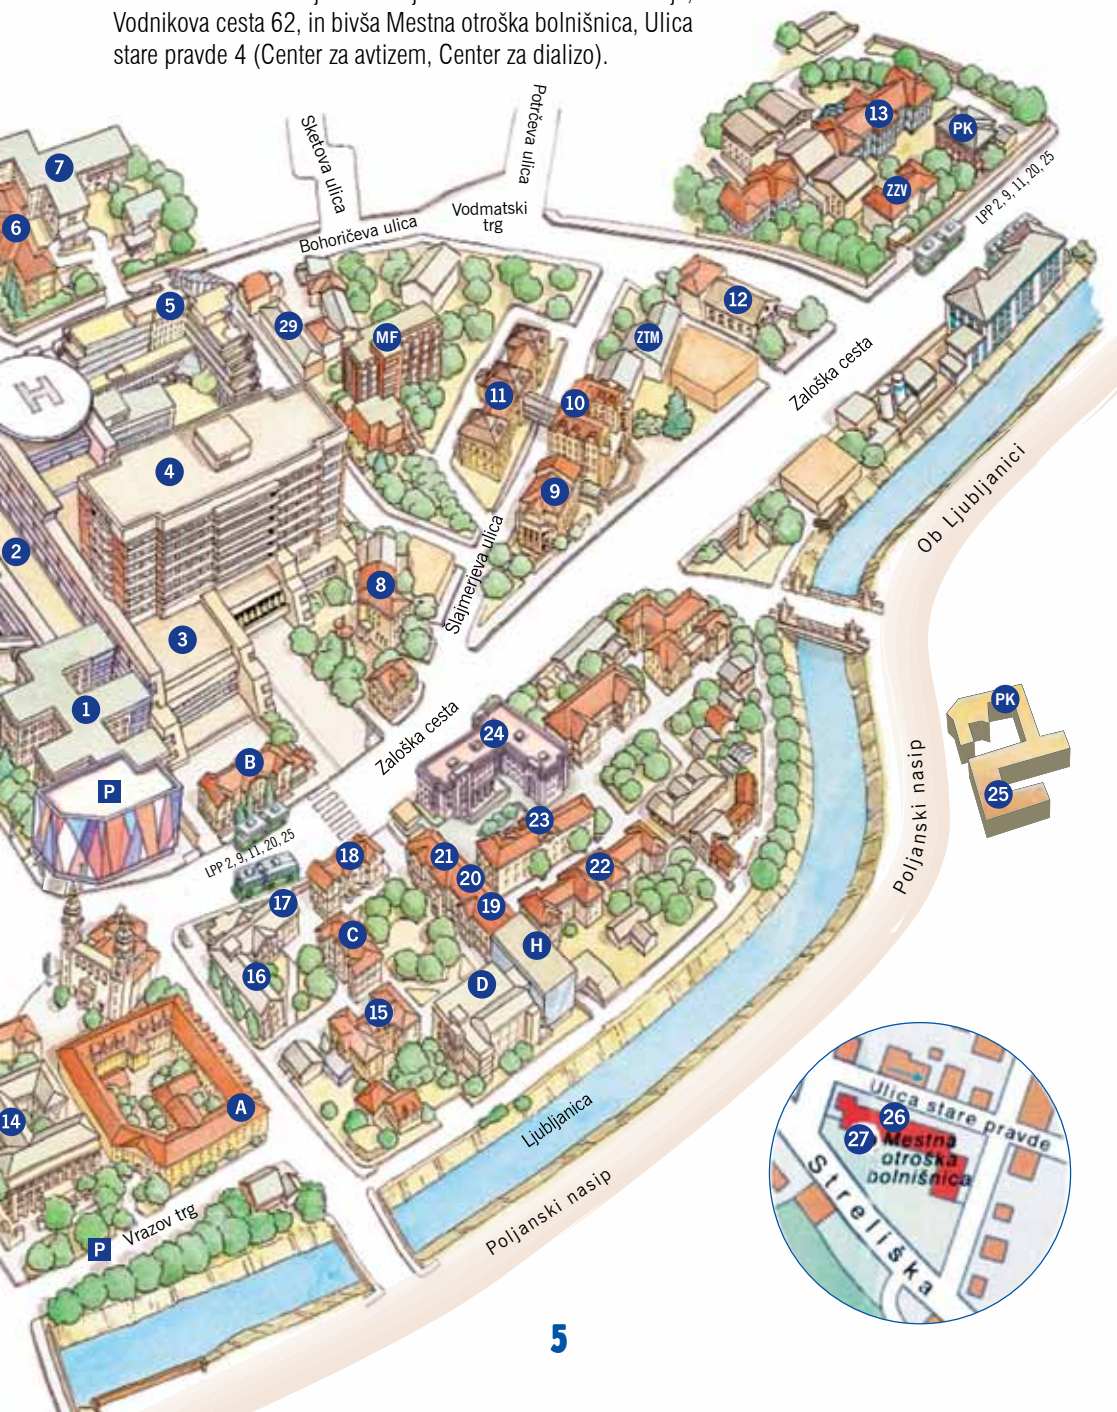 Vodnikova cesta 62, in bivša Mestna otroška bolnišnica, Ulica
stare pravde 4 (Center za avtizem, Center za dializo).
Sketova ulica
Potrčeva ulica
Vodmatski
trg
Bohoričeva ulica
13
PK
ZZV
LPP 2, 9, 11, 20, 25
7
6
5
29
MF
12
ZTM
H
11
10
4
9
2
Zaloška cesta
Ob Ljubljanici
8
Šlajmerjeva ulica
3
1
Zaloška cesta
24
PK
25
B
P
LPP 2, 9, 11, 20, 25
23
18
21
20
22
19
17
C
H
16
D
15
Poljanski nasip
A
14
Ljubljanica
Poljanski nasip
Vrazov trg
P
Ulica stare pravde
26
27
Mestna
otroška
bolnišnica
Streliška
5